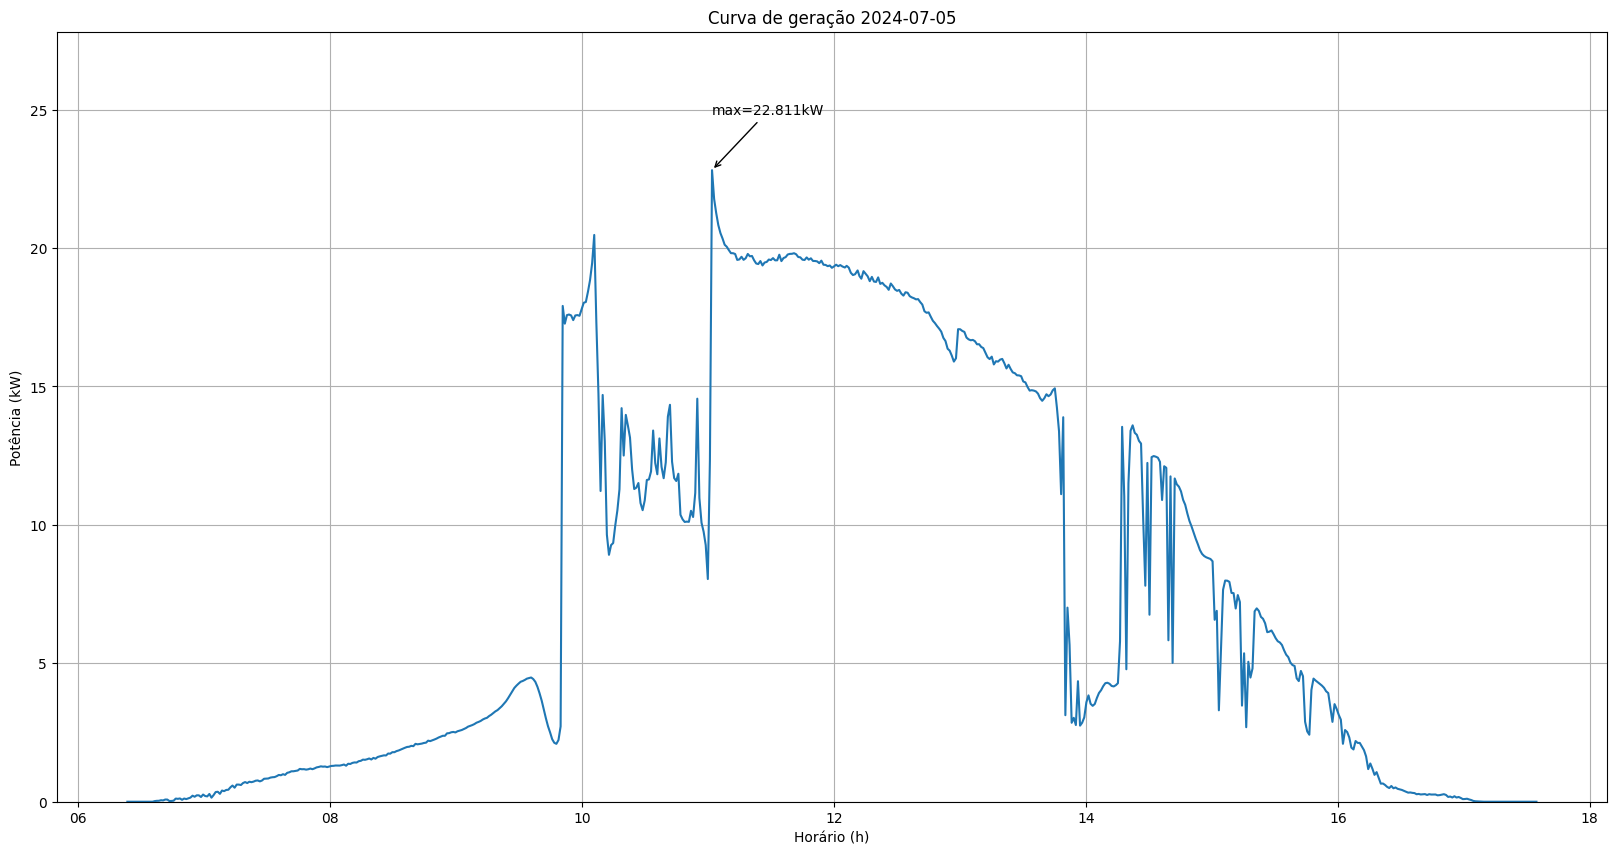 Curva de geração 2024-07-05
25
max=22.811kW
20
15
Potência (kW)
10
5
0
06 08 10 12 14 16 18
Horário (h)